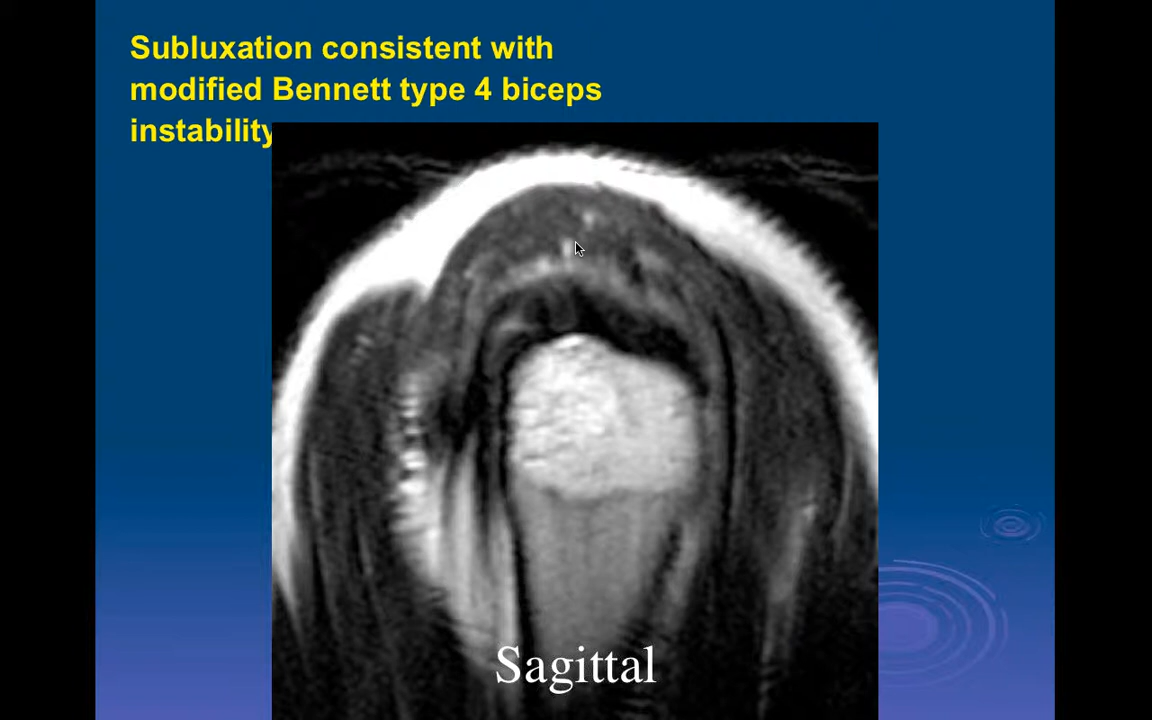 Subluxation consistent with
modified Bennett type 4 biceps
instability
Sagittal